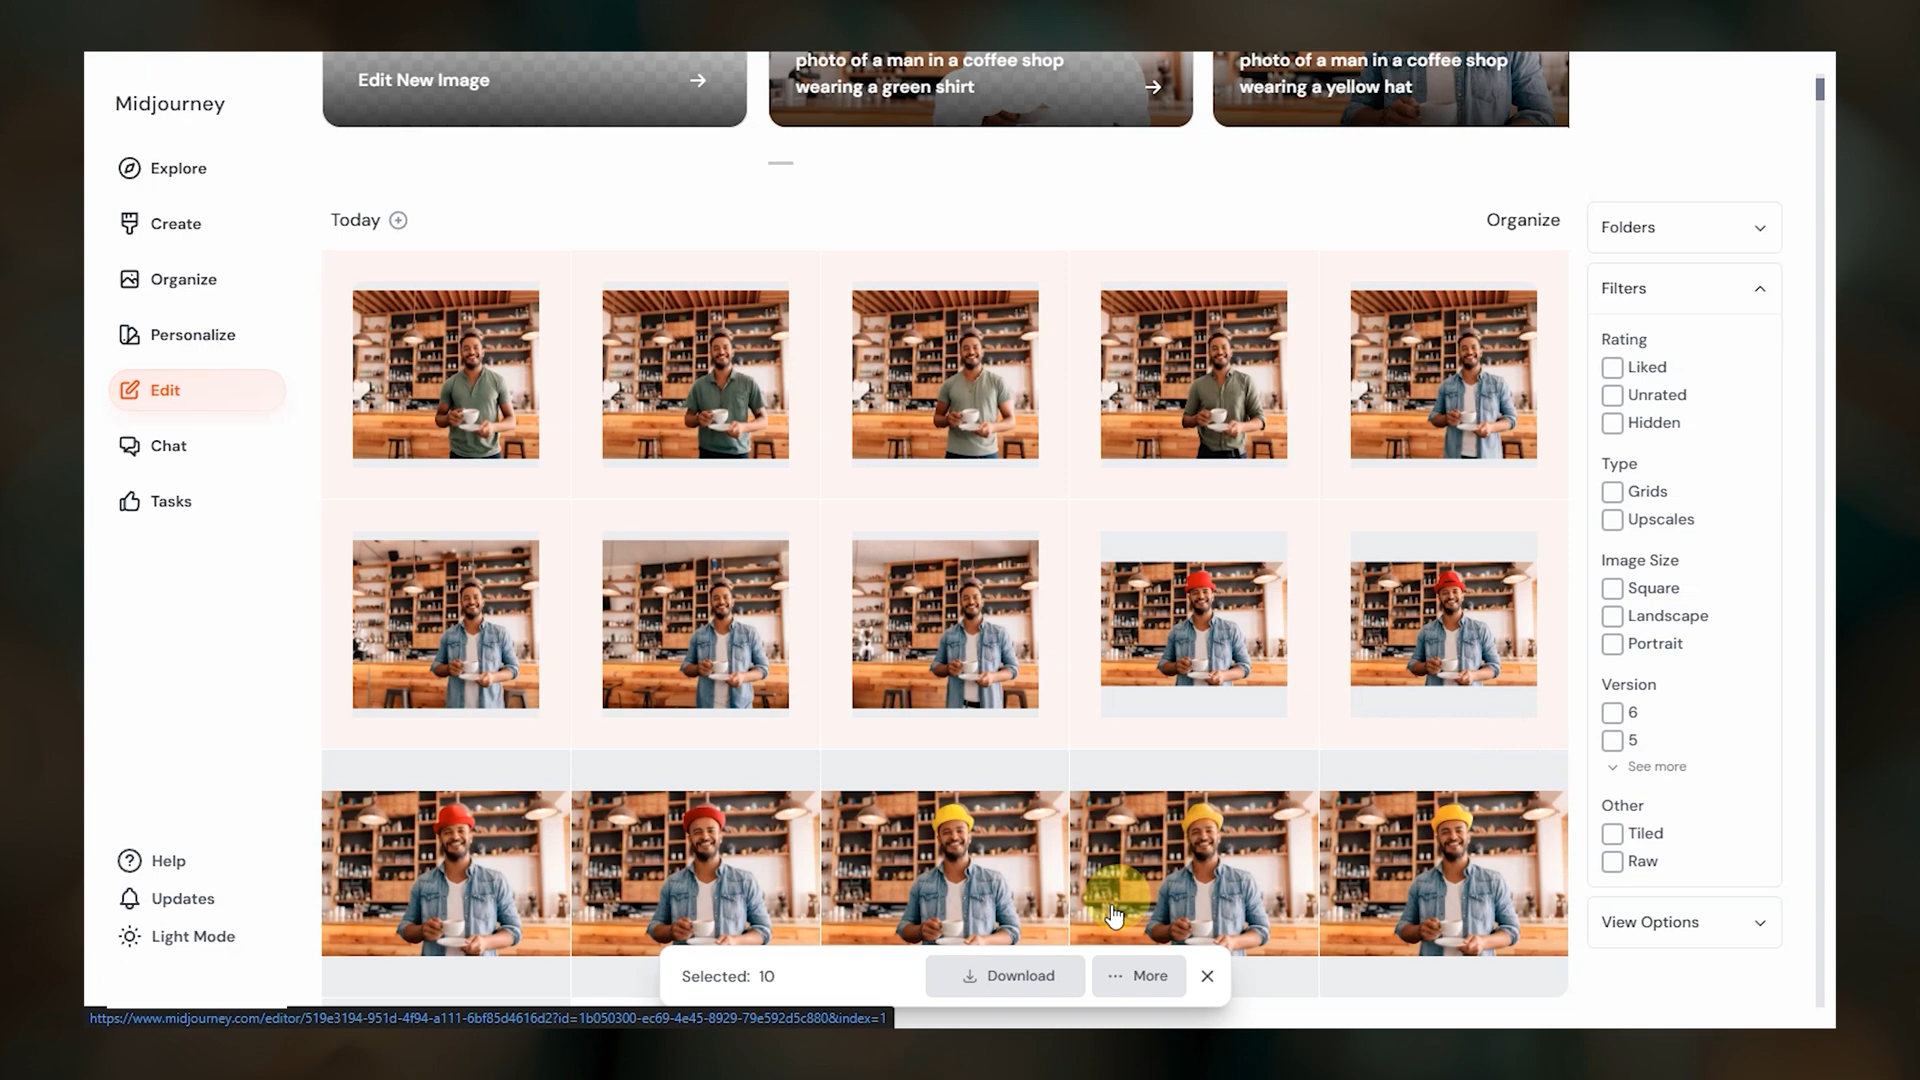 Midjourney
Explore
Create
Organize
Personalize
Edit
Chat
Tasks
Help
Updates
Light Mode
Edit New Image
photo of a man in a coffee shop
wearing a green shirt
photo of a man in a coffee shop
wearing a yellow hat
Today
Organize
Folders
Filters
Rating
Liked
Unrated
Hidden
Type
Grids
Upscales
Image Size
Square
Landscape
Portrait
Version
6
5
See more
Other
Tiled
Raw
View Options
Selected: 10
Download
More
https://www.midjourney.com/editor/519e3194-951d-4f94-a111-6bf85d4616d2?id=1b050300-ec69-4e45-8929-79e592d5c880&index=1